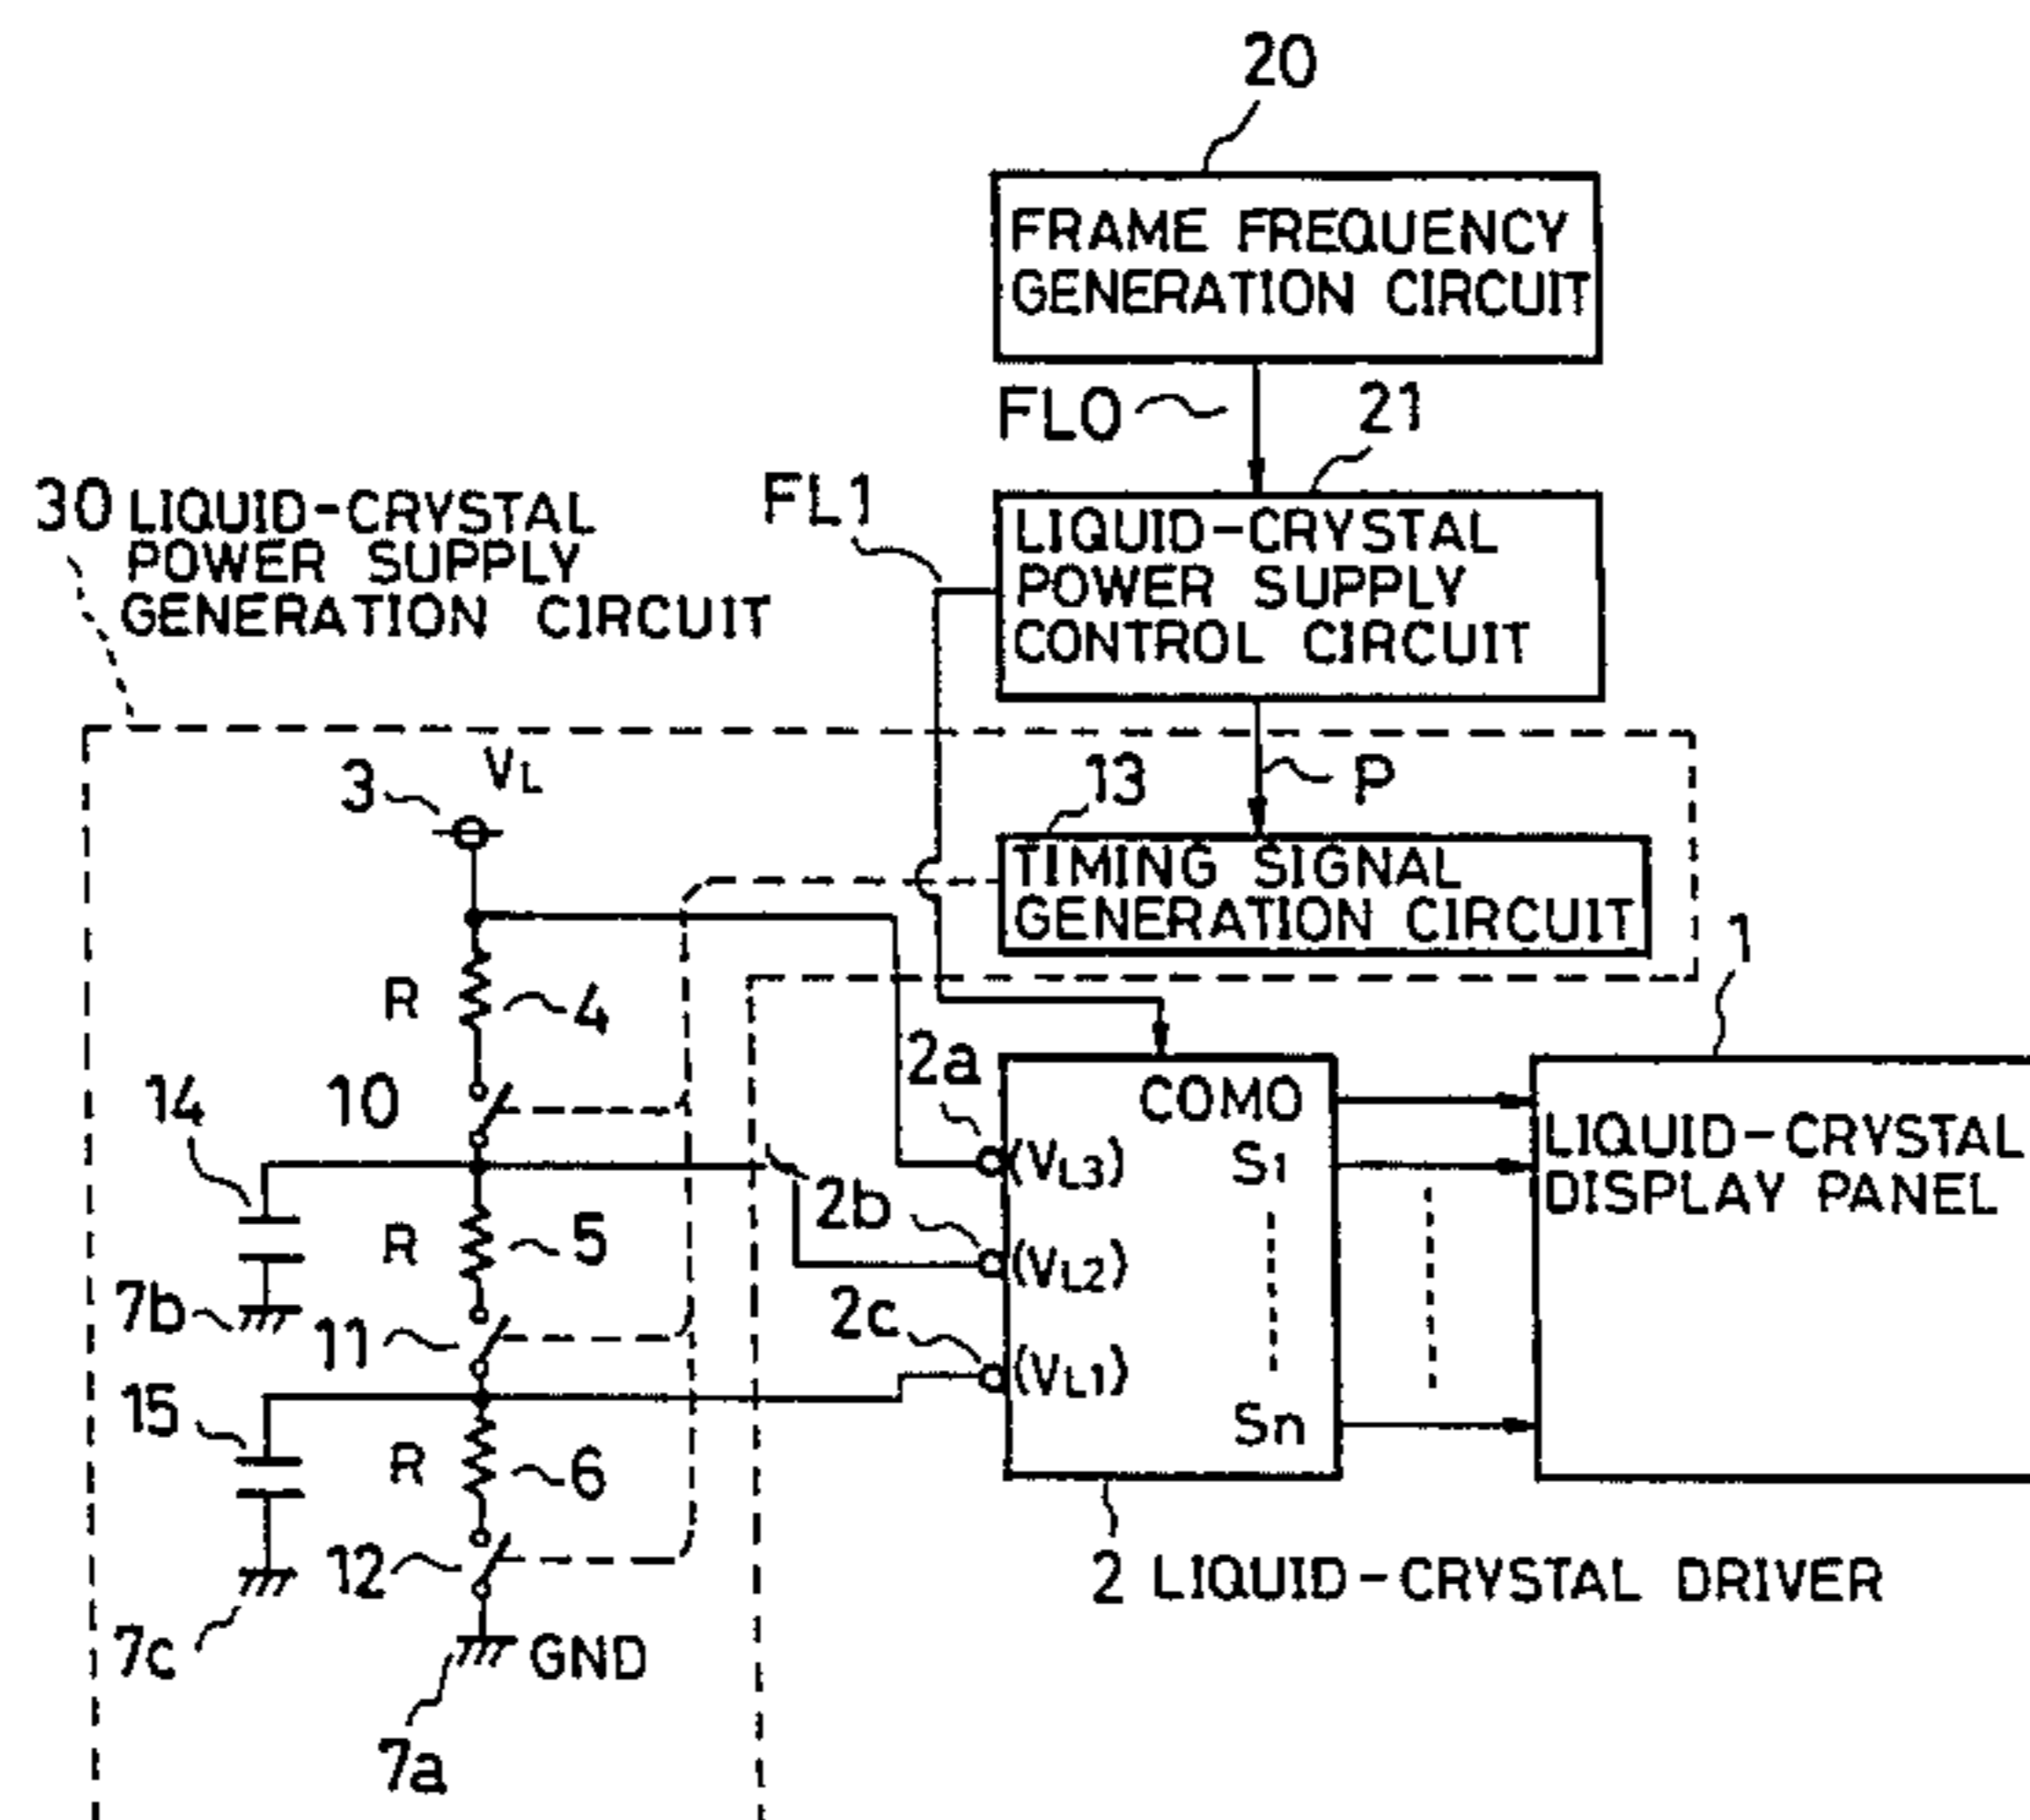 20
FRAME FREQUENCY
GENERATION CIRCUIT
FL0
21
FL1
30 LIQUID-CRYSTAL
POWER SUPPLY
GENERATION CIRCUIT
LIQUID-CRYSTAL
POWER SUPPLY
CONTROL CIRCUIT
3
VL
13
P
TIMING SIGNAL
GENERATION CIRCUIT
1
R
4
2a
14
10
COM0
(VL3)
S1
LIQUID-CRYSTAL
DISPLAY PANEL
2b
R
5
(VL2)
7b
11
2c
(VL1)
15
R
6
Sn
12
2 LIQUID-CRYSTAL DRIVER
7c
GND
7a